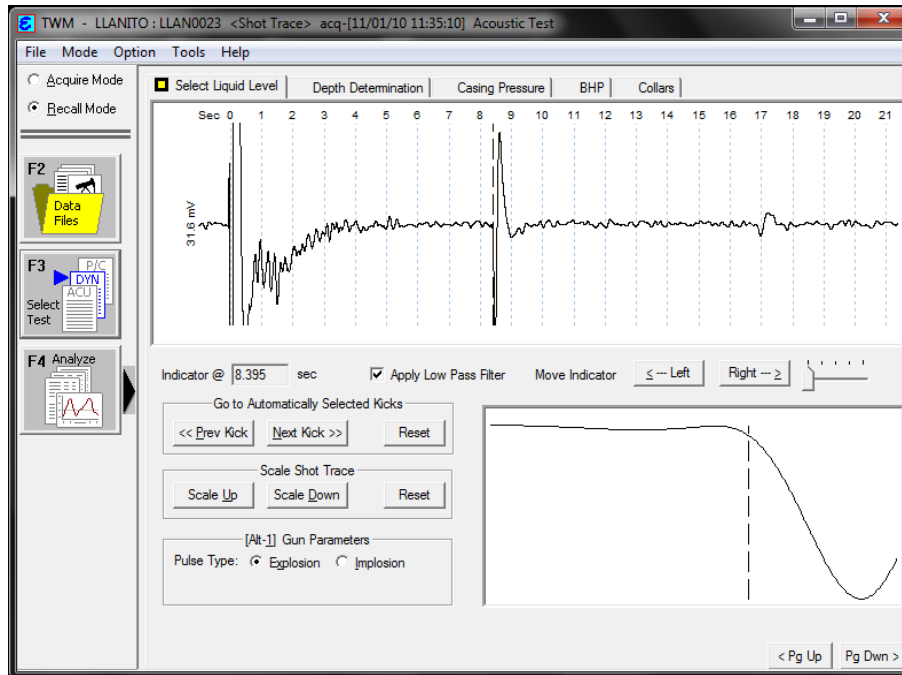 TWM - LLANITO : LLAN0023 <Shot Trace> acq-[11/01/10 11:35:10] Acoustic Test
File Mode Option Tools Help
Acquire Mode
Recall Mode
F2
Data
Files
F3
P/C
DYN
ACU
Select
Test
F4 Analyze
Select Liquid Level
Depth Determination
Casing Pressure
BHP
Collars
Sec 0 1 2 3 4 5 6 7 8 9 10 11 12 13 14 15 16 17 18 19 20 21
31.6 mV
Indicator @ 8.395 sec
Apply Low Pass Filter
Move Indicator
< --- Left
Right --- >
Go to Automatically Selected Kicks
<< Prev Kick
Next Kick >>
Reset
Scale Shot Trace
Scale Up
Scale Down
Reset
[Alt-1] Gun Parameters
Pulse Type: Explosion Implosion
< Pg Up
Pg Dwn >